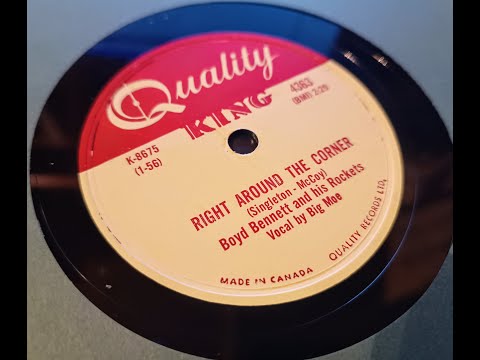 Quality
KING
K-8675
(1-56)
4363
(BMI) 2:25
RIGHT AROUND THE CORNER
(Singleton - McCoy)
Boyd Bennett and his Rockets
Vocal by Big Moe
MADE IN CANADA
QUALITY RECORDS LTD.